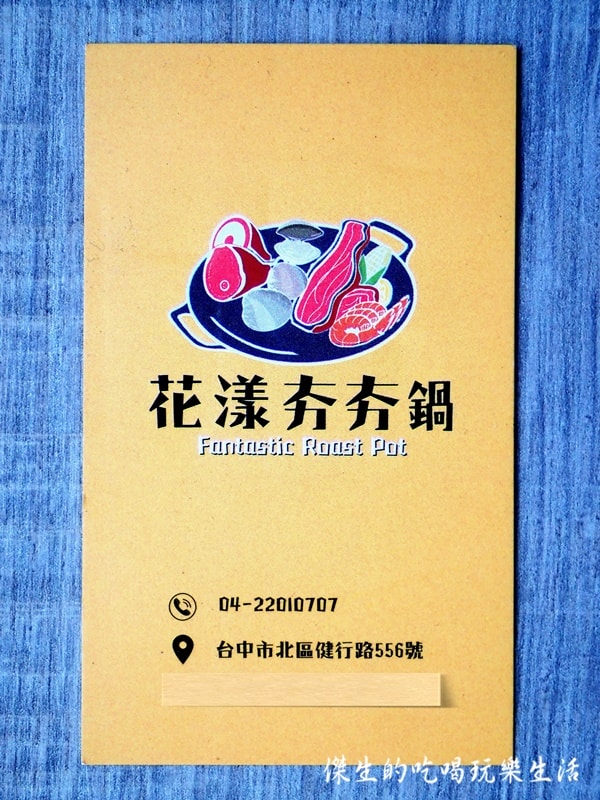 花漾夯夯鍋
Fantastic Roast Pot
04-22010707
台中市北區健行路556號
傑生的吃喝玩樂生活